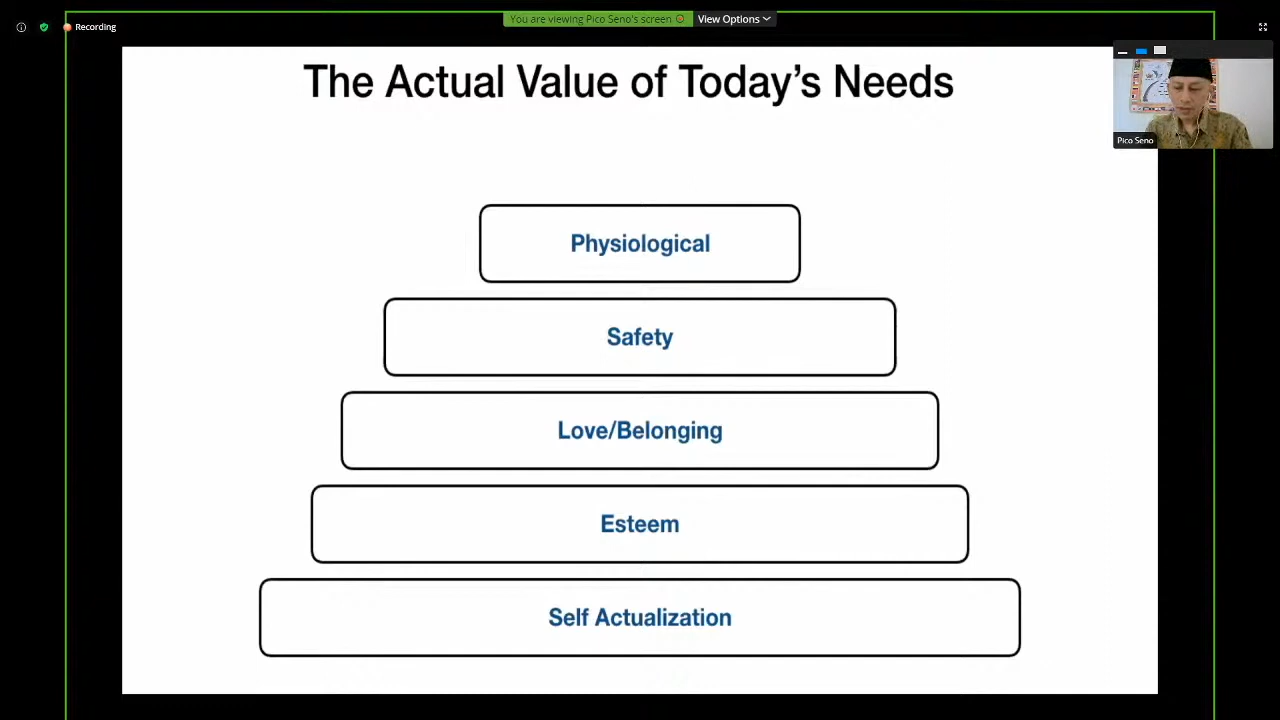 You are viewing Pico Seno's screen
View Options
Recording
The Actual Value of Today's Needs
Pico Seno
Physiological
Safety
Love/Belonging
Esteem
Self Actualization